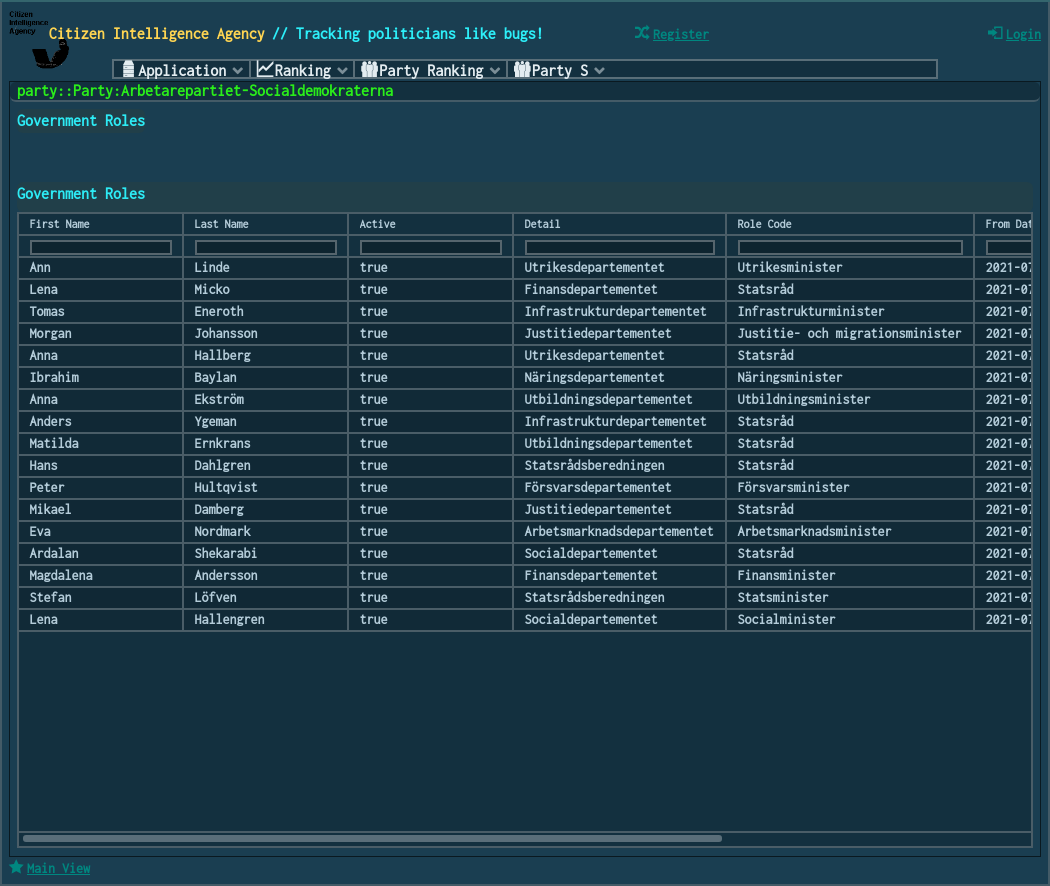 Citizen
Intelligence
Agency
Citizen Intelligence Agency // Tracking politicians like bugs!
Register
Login
Application Ranking Party Ranking Party S
party::Party:Arbetarepartiet-Socialdemokraterna
Government Roles
Government Roles
First Name Last Name Active Detail Role Code From Dat
Ann Linde true Utrikesdepartementet Utrikesminister 2021-07
Lena Micko true Finansdepartementet Statsråd 2021-07
Tomas Eneroth true Infrastrukturdepartementet Infrastrukturminister 2021-07
Morgan Johansson true Justitiedepartementet Justitie- och migrationsminister 2021-07
Anna Hallberg true Utrikesdepartementet Statsråd 2021-07
Ibrahim Baylan true Näringsdepartementet Näringsminister 2021-07
Anna Ekström true Utbildningsdepartementet Utbildningsminister 2021-07
Anders Ygeman true Infrastrukturdepartementet Statsråd 2021-07
Matilda Ernkrans true Utbildningsdepartementet Statsråd 2021-07
Hans Dahlgren true Statsrådsberedningen Statsråd 2021-07
Peter Hultqvist true Försvarsdepartementet Försvarsminister 2021-07
Mikael Damberg true Justitiedepartementet Statsråd 2021-07
Eva Nordmark true Arbetsmarknadsdepartementet Arbetsmarknadsminister 2021-07
Ardalan Shekarabi true Socialdepartementet Statsråd 2021-07
Magdalena Andersson true Finansdepartementet Finansminister 2021-07
Stefan Löfven true Statsrådsberedningen Statsminister 2021-07
Lena Hallengren true Socialdepartementet Socialminister 2021-07
Main View